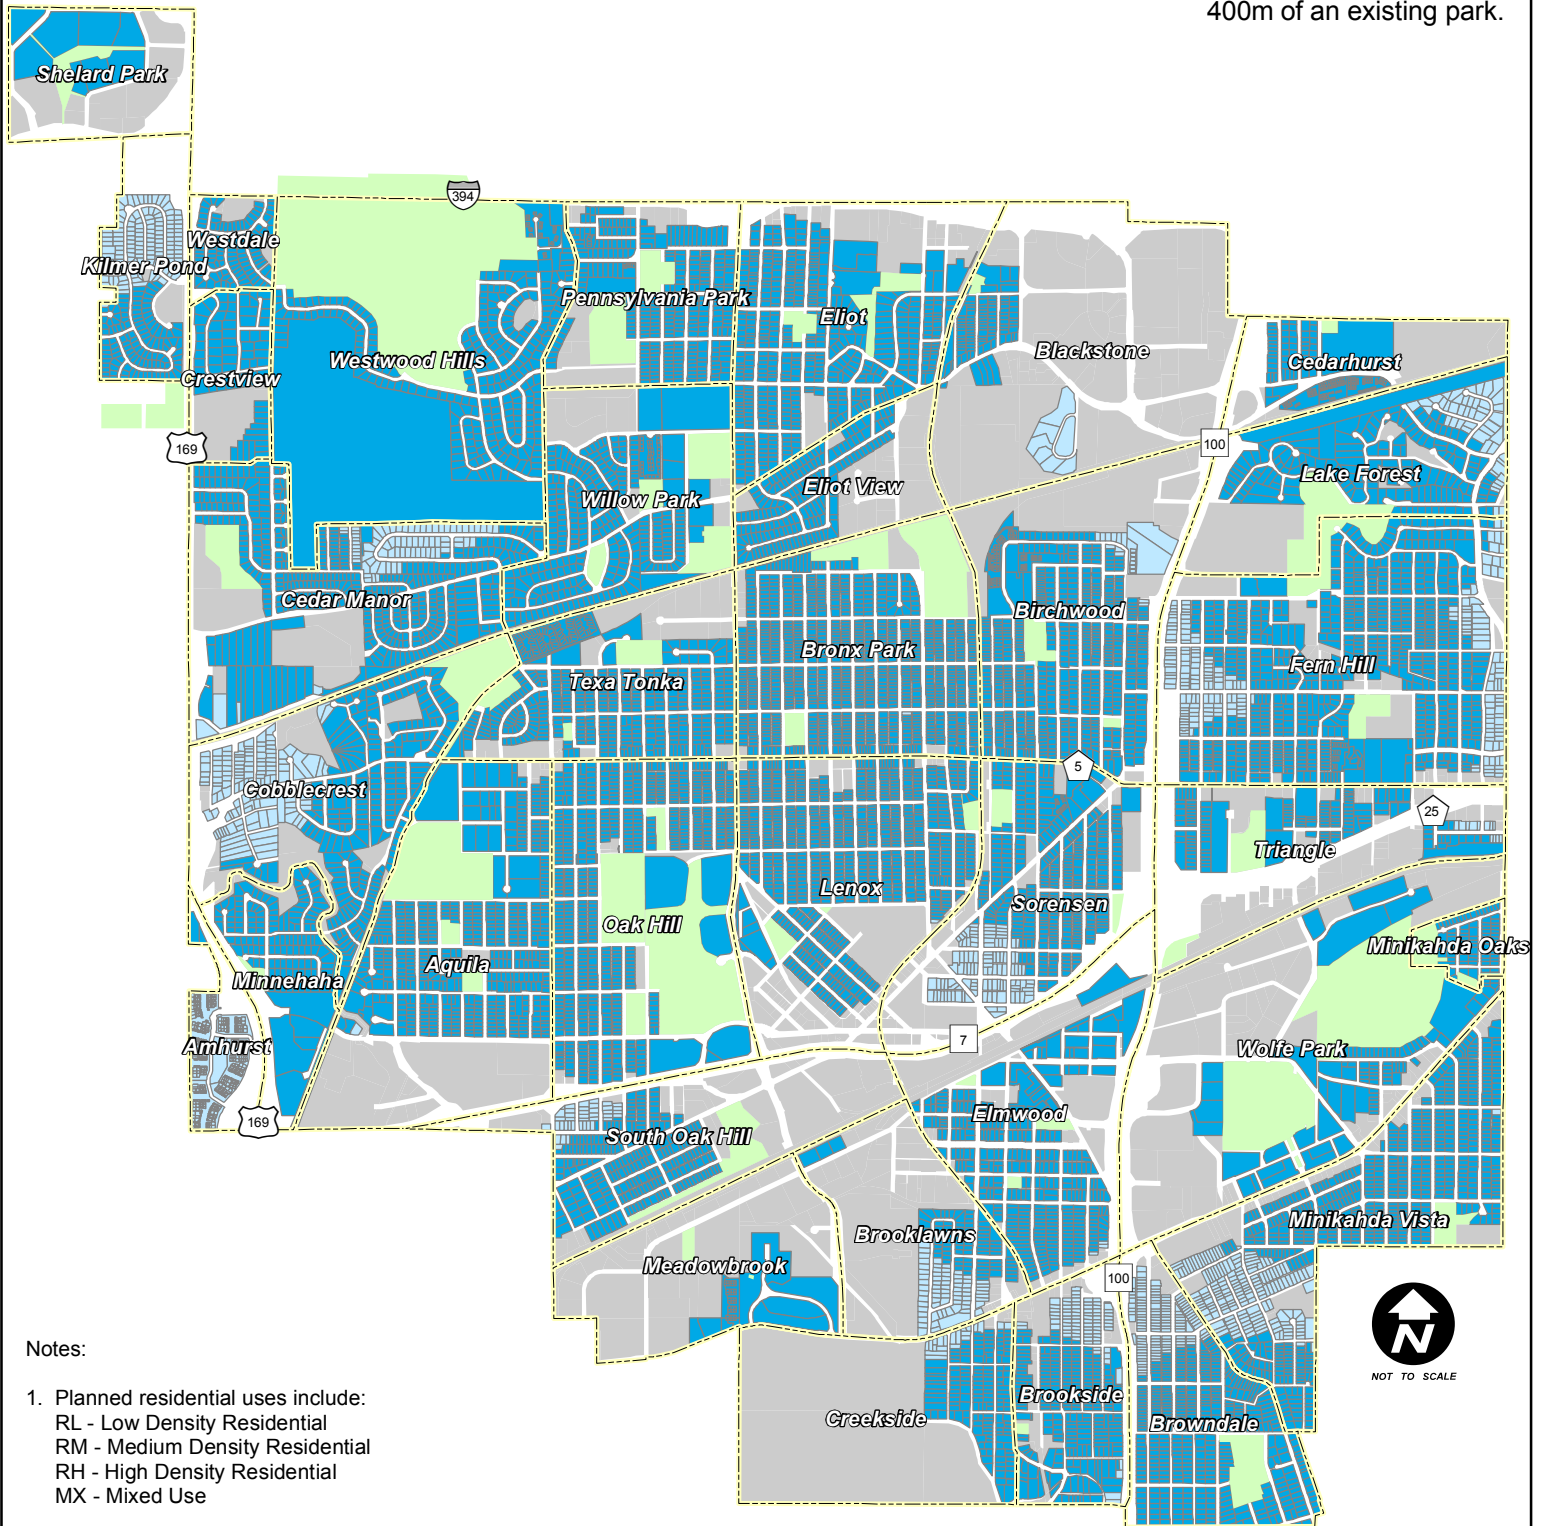 400m of an existing park.
Shelard Park
394
Westdale
Kilmer Pond
Pennsylvania Park
Eliot
Blackstone
Westwood Hills
Cedarhurst
Crestview
169
100
Lake Forest
Eliot View
Willow Park
Cedar Manor
Birchwood
Bronx Park
Fern Hill
Texa Tonka
5
Cobblecrest
25
Triangle
Lenox
Sorensen
Oak Hill
Minikahda Oaks
Aquila
Minnehaha
7
Amhurst
Wolfe Park
Elmwood
169
South Oak Hill
Minikahda Vista
Brooklawns
Meadowbrook
100
N
NOT TO SCALE
Notes:
Brookside
1. Planned residential uses include:
Creekside
Browndale
RL - Low Density Residential
RM - Medium Density Residential
RH - High Density Residential
MX - Mixed Use